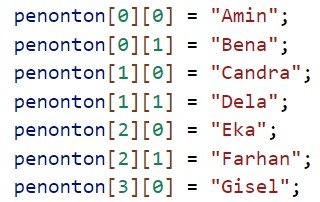 penonton[0][0] = "Amin";
penonton[0][1] = "Bena";
penonton[1][0] = "Candra";
penonton[1][1] = "Dela";
penonton[2][0] = "Eka";
penonton[2][1] = "Farhan";
penonton[3][0] = "Gisel";